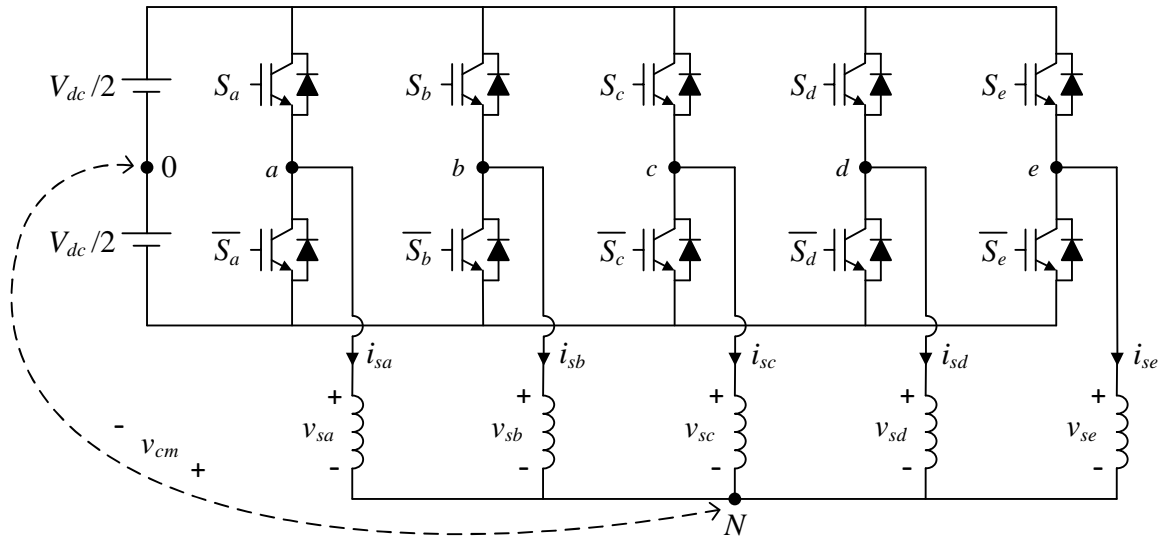 V_dc/2
S_a
S_b
S_c
S_d
S_e
0
a
b
c
d
e
V_dc/2
S̅_a
S̅_b
S̅_c
S̅_d
S̅_e
i_sa
i_sb
i_sc
i_sd
i_se
+ + + + +
v_sa
v_sb
v_sc
v_sd
v_se
- - - - -
-
v_cm
+
N